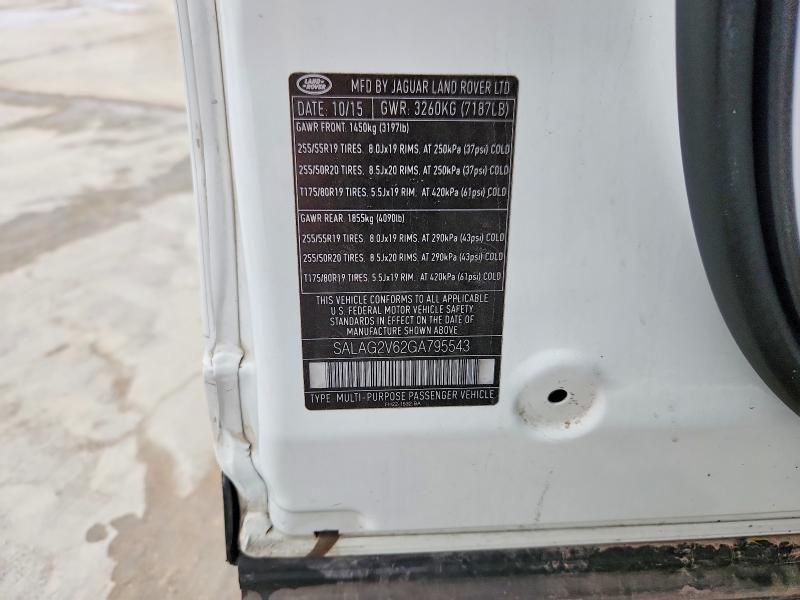 LAND ROVER
MFD BY JAGUAR LAND ROVER LTD
DATE: 10/15 GWR: 3260KG (7187LB)
GAWR FRONT: 1450kg (3197lb)
255/55R19 TIRES. 8.0Jx19 RIMS. AT 250kPa (37psi) COLD
255/50R20 TIRES. 8.5Jx20 RIMS. AT 250kPa (37psi) COLD
T175/80R19 TIRES. 5.5Jx19 RIM. AT 420kPa (61psi) COLD
GAWR REAR: 1855kg (4090lb)
255/55R19 TIRES. 8.0Jx19 RIMS. AT 290kPa (43psi) COLD
255/50R20 TIRES. 8.5Jx20 RIMS. AT 290kPa (43psi) COLD
T175/80R19 TIRES. 5.5Jx19 RIM. AT 420kPa (61psi) COLD
THIS VEHICLE CONFORMS TO ALL APPLICABLE
U.S. FEDERAL MOTOR VEHICLE SAFETY
STANDARDS IN EFFECT ON THE DATE OF
MANUFACTURE SHOWN ABOVE
SALAG2V62GA795543
TYPE: MULTI-PURPOSE PASSENGER VEHICLE